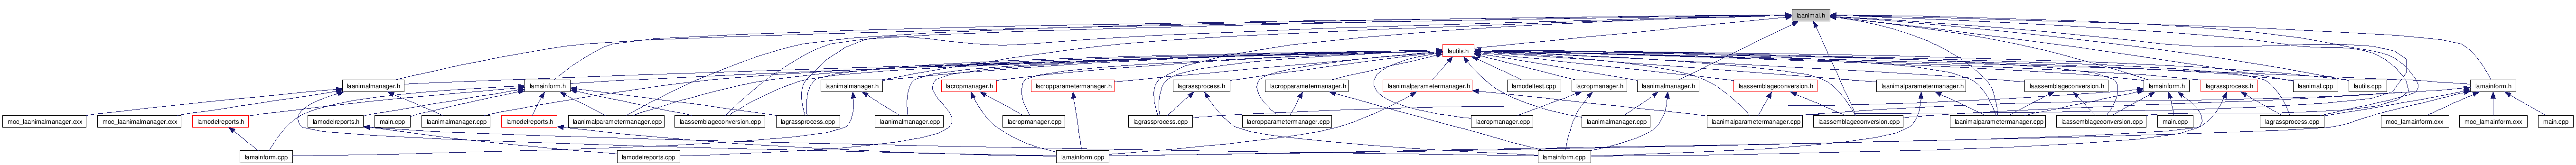 laanimal.h
lautils.h
laanimalmanager.h
lamainform.h
laanimalmanager.h
lacropmanager.h
lacropparametermanager.h
lagrassprocess.h
lacropparametermanager.h
laanimalparametermanager.h
lamodeltest.cpp
lacropmanager.h
laanimalmanager.h
laassemblageconversion.h
laanimalparametermanager.h
laassemblageconversion.h
lamainform.h
lagrassprocess.h
laanimal.cpp
lautils.cpp
lamainform.h
moc_laanimalmanager.cxx
moc_laanimalmanager.cxx
lamodelreports.h
lamodelreports.h
main.cpp
laanimalmanager.cpp
lamodelreports.h
laanimalparametermanager.cpp
laassemblageconversion.cpp
lagrassprocess.cpp
laanimalmanager.cpp
lacropmanager.cpp
lagrassprocess.cpp
lacropparametermanager.cpp
lacropmanager.cpp
laanimalmanager.cpp
laanimalparametermanager.cpp
laassemblageconversion.cpp
laanimalparametermanager.cpp
laassemblageconversion.cpp
main.cpp
lagrassprocess.cpp
moc_lamainform.cxx
moc_lamainform.cxx
main.cpp
lamainform.cpp
lamodelreports.cpp
lamainform.cpp
lamainform.cpp